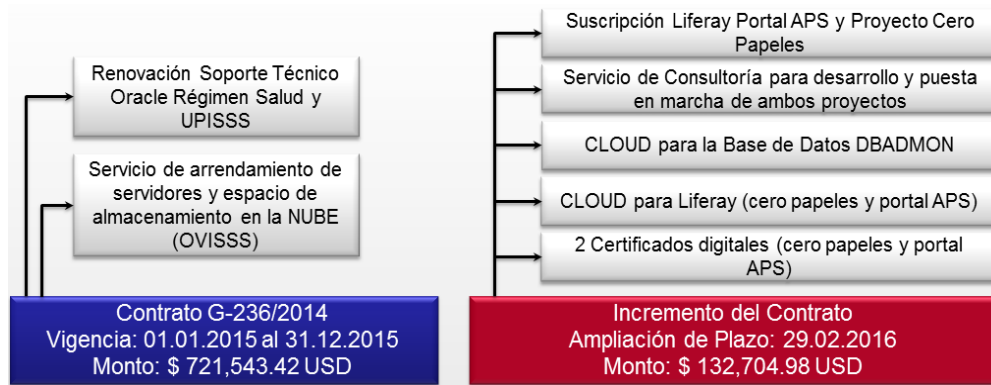 Renovación Soporte Técnico
Oracle Régimen Salud y
UPISSS
Servicio de arrendamiento de
servidores y espacio de
almacenamiento en la NUBE
(OVISSS)
Contrato G-236/2014
Vigencia: 01.01.2015 al 31.12.2015
Monto: $ 721,543.42 USD
Suscripción Liferay Portal APS y Proyecto Cero
Papeles
Servicio de Consultoría para desarrollo y puesta
en marcha de ambos proyectos
CLOUD para la Base de Datos DBADMON
CLOUD para Liferay (cero papeles y portal APS)
2 Certificados digitales (cero papeles y portal
APS)
Incremento del Contrato
Ampliación de Plazo: 29.02.2016
Monto: $ 132,704.98 USD